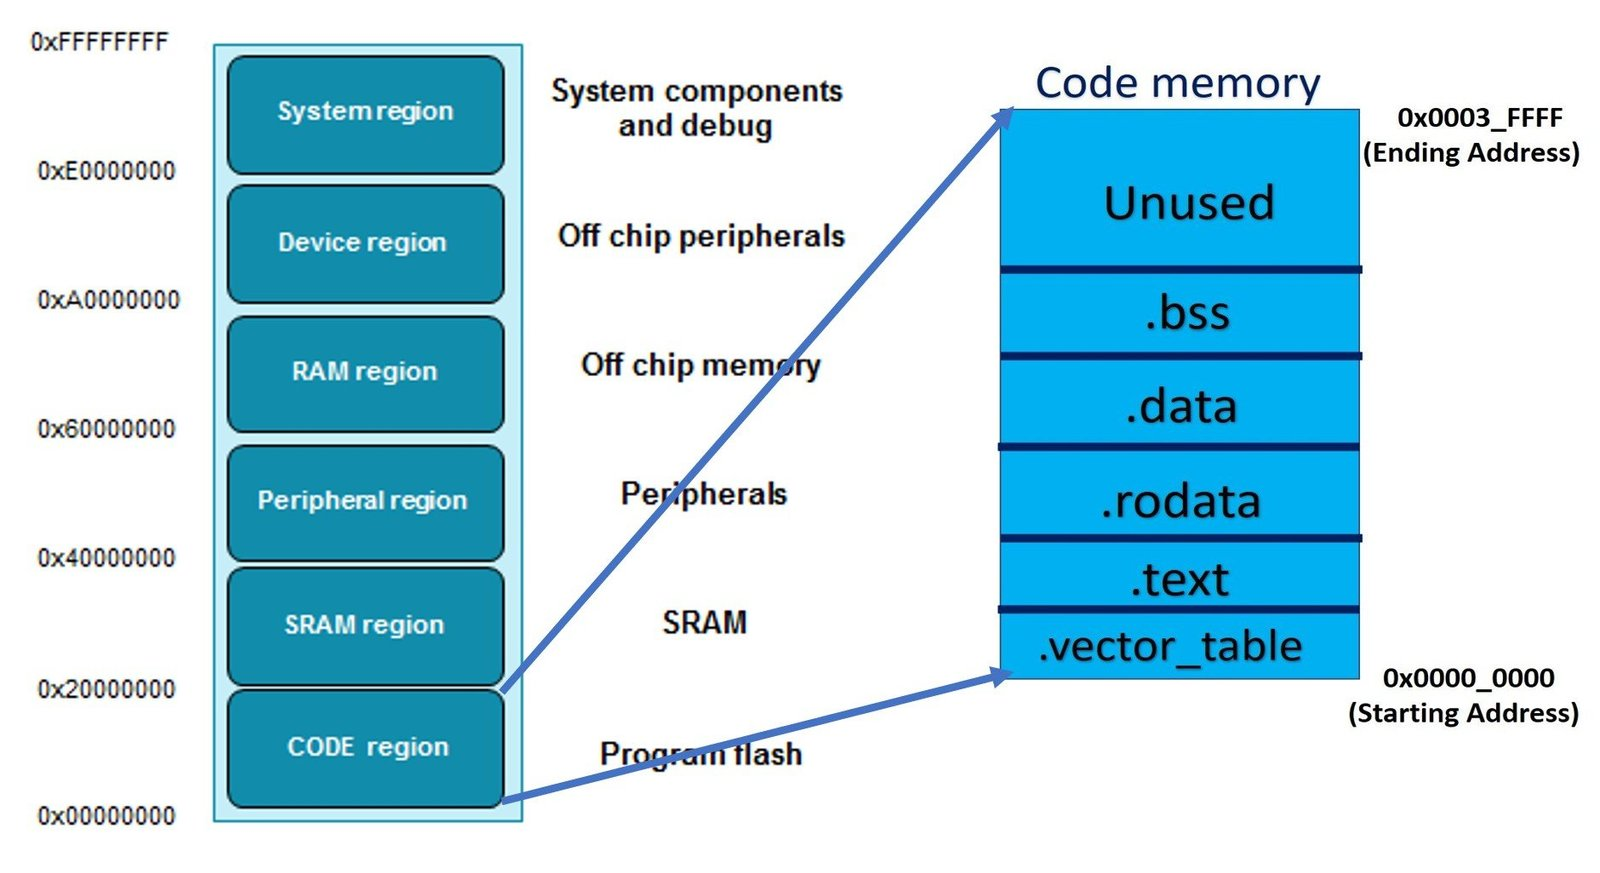 0xFFFFFFFF
System region
System components
and debug
0xE0000000
Device region
Off chip peripherals
0xA0000000
RAM region
Off chip memory
0x60000000
Peripheral region
Peripherals
0x40000000
SRAM region
SRAM
0x20000000
CODE region
Program flash
0x00000000
Code memory
0x0003_FFFF
(Ending Address)
Unused
.bss
.data
.rodata
.text
.vector_table
0x0000_0000
(Starting Address)